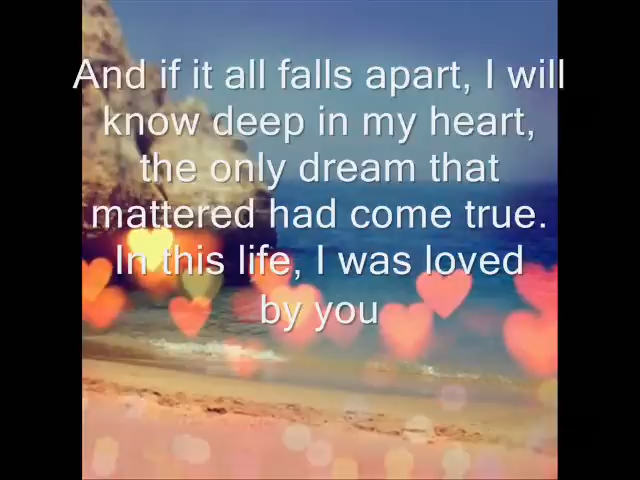 And if it all falls apart, I will
know deep in my heart,
the only dream that
mattered had come true.
In this life, I was loved
by you